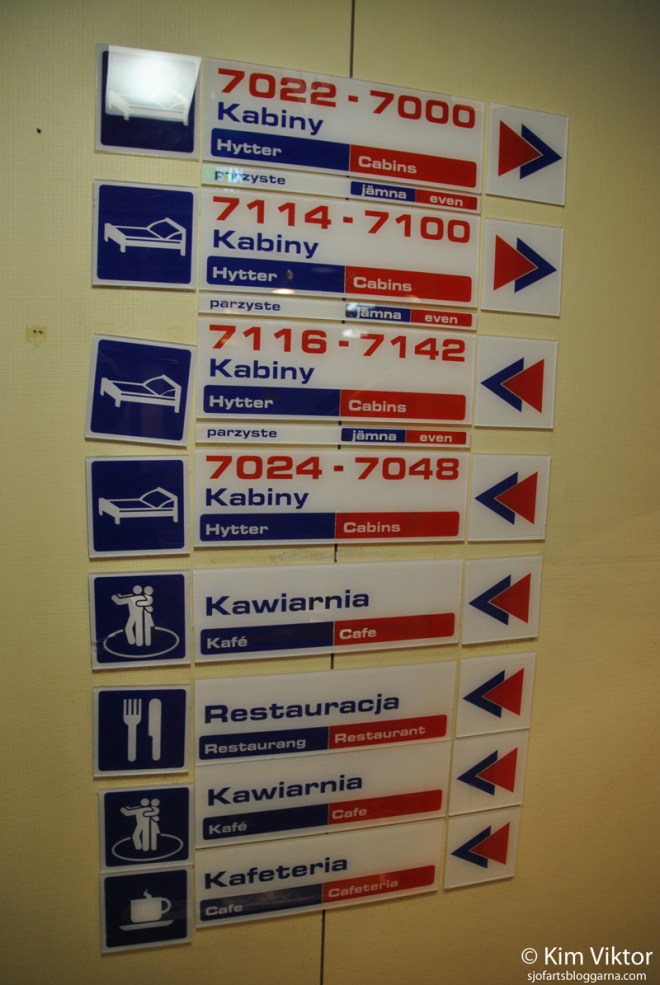 7022 - 7000
Kabiny
Hytter Cabins
parzyste jämna even
7114 - 7100
Kabiny
Hytter Cabins
parzyste jämna even
7116 - 7142
Kabiny
Hytter Cabins
parzyste jämna even
7024 - 7048
Kabiny
Hytter Cabins
Kawiarnia
Kafé Cafe
Restauracja
Restaurang Restaurant
Kawiarnia
Kafé Cafe
Kafeteria
Cafe Cafeteria
© Kim Viktor
sjofartsbloggarna.com